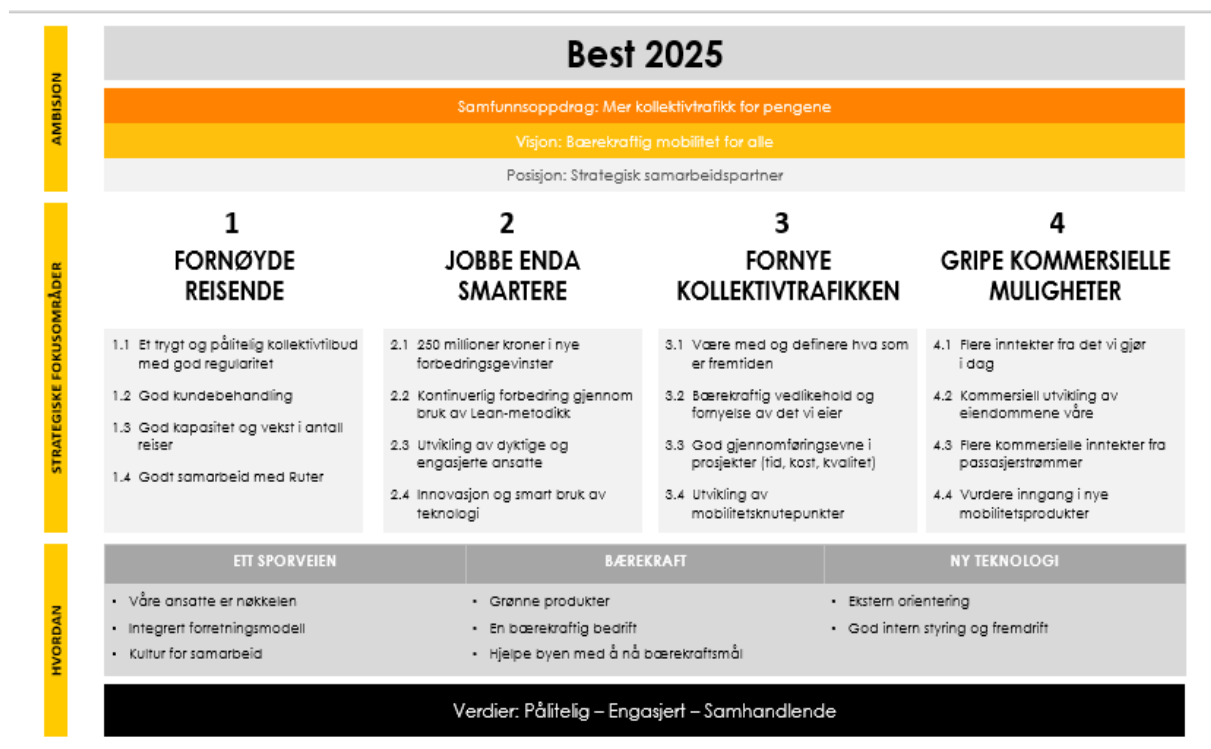 AMBISJON
Best 2025
Samfunnsoppdrag: Mer kollektivtrafikk for pengene
Visjon: Bærekraftig mobilitet for alle
Posisjon: Strategisk samarbeidspartner
STRATEGISKE FOKUSOMRÅDER
1
FORNØYDE
REISENDE
1.1 Et trygt og pålitelig kollektivtilbud
med god regularitet
1.2 God kundebehandling
1.3 God kapasitet og vekst i antall
reiser
1.4 Godt samarbeid med Ruter
2
JOBBE ENDA
SMARTERE
2.1 250 millioner kroner i nye
forbedringsgevinster
2.2 Kontinuerlig forbedring gjennom
bruk av Lean-metodikk
2.3 Utvikling av dyktige og
engasjerte ansatte
2.4 Innovasjon og smart bruk av
teknologi
3
FORNYE
KOLLEKTIVTRAFIKKEN
3.1 Være med og definere hva som
er fremtiden
3.2 Bærekraftig vedlikehold og
fornyelse av det vi eier
3.3 God gjennomføringsevne i
prosjekter (tid, kost, kvalitet)
3.4 Utvikling av
mobilitetsknutepunkter
4
GRIPE KOMMERSIELLE
MULIGHETER
4.1 Flere inntekter fra det vi gjør
i dag
4.2 Kommersiell utvikling av
eiendommene våre
4.3 Flere kommersielle inntekter fra
passasjerstrømmer
4.4 Vurdere inngang i nye
mobilitetsprodukter
HVORDAN
ETT SPORVEIEN
• Våre ansatte er nøkkelen
• Integrert forretningsmodell
• Kultur for samarbeid
BÆREKRAFT
• Grønne produkter
• En bærekraftig bedrift
• Hjelpe byen med å nå bærekraftsmål
NY TEKNOLOGI
• Ekstern orientering
• God intern styring og fremdrift
Verdier: Pålitelig – Engasjert – Samhandlende